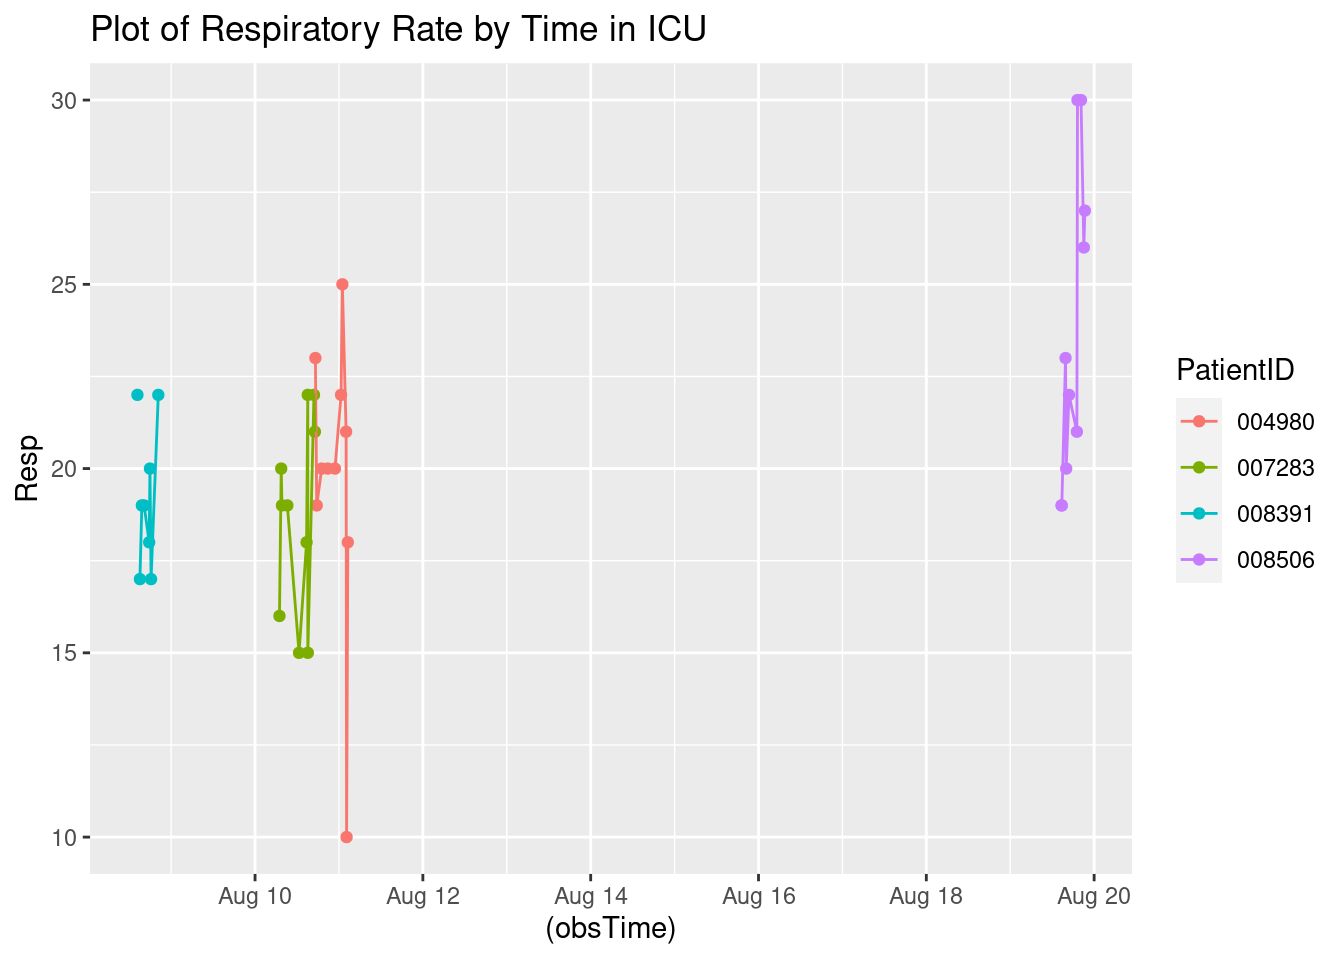 Plot of Respiratory Rate by Time in ICU
30
25
20
15
10
Resp
Aug 10 Aug 12 Aug 14 Aug 16 Aug 18 Aug 20
(obsTime)
PatientID
004980
007283
008391
008506